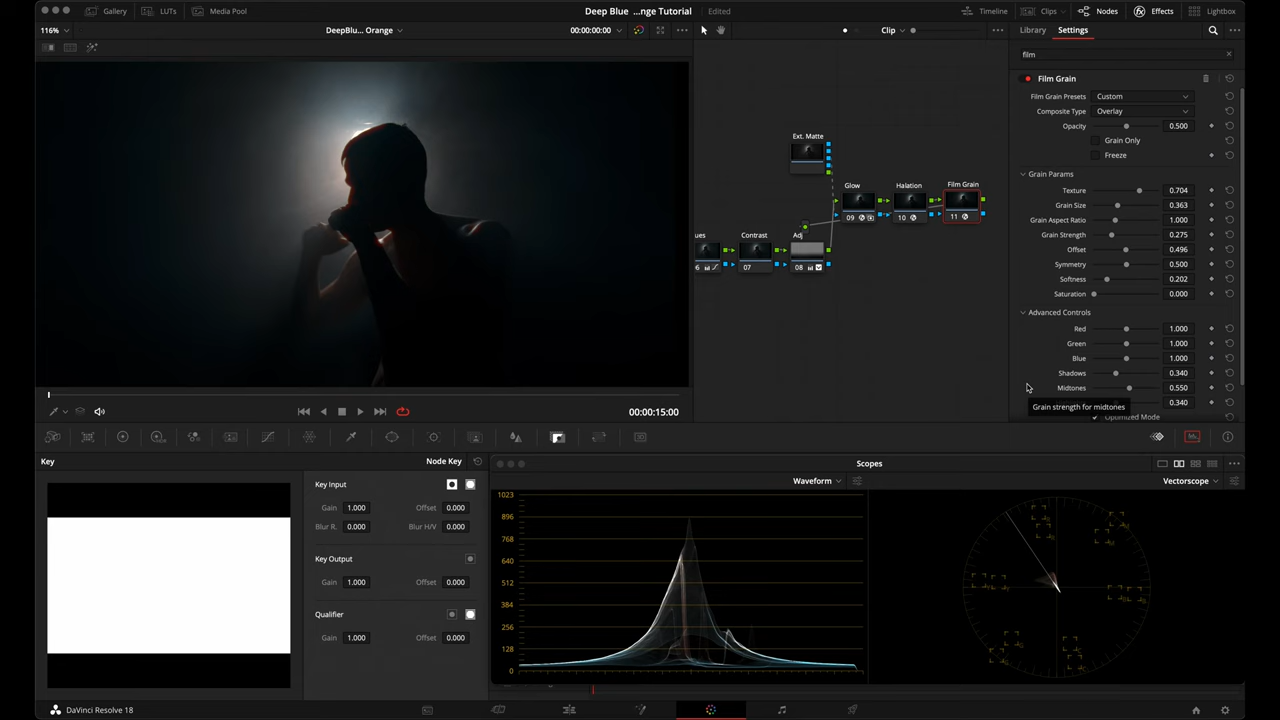 Gallery LUTs Media Pool Deep Blue ...nge Tutorial Edited Timeline Clips Nodes Effects Lightbox
116% DeepBlu... Orange 00:00:00:00 Clip Library Settings
film
Film Grain
Film Grain Presets Custom
Composite Type Overlay
Opacity 0.500
Grain Only
Freeze
Grain Params
Texture 0.704
Grain Size 0.363
Grain Aspect Ratio 1.000
Grain Strength 0.275
Offset 0.496
Symmetry 0.500
Softness 0.202
Saturation 0.000
Advanced Controls
Red 1.000
Green 1.000
Blue 1.000
Shadows 0.340
Midtones 0.550
0.340
Grain strength for midtones
Optimized Mode
Ext. Matte
Glow Halation Film Grain
09 10 11
ues Contrast Adj
6 07 08
00:00:15:00
Key Node Key
Key Input
Gain 1.000 Offset 0.000
Blur R. 0.000 Blur H/V 0.000
Key Output
Gain 1.000 Offset 0.000
Qualifier
Gain 1.000 Offset 0.000
Scopes
Waveform Vectorscope
1023
896
768
640
512
384
256
128
0
DaVinci Resolve 18